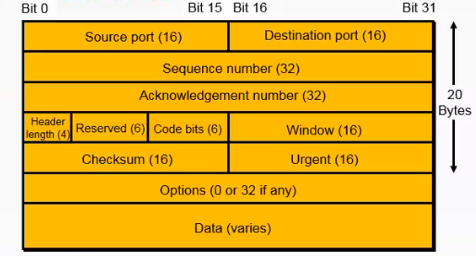 Bit 0 Bit 15 Bit 16 Bit 31
Source port (16) Destination port (16)
Sequence number (32)
Acknowledgement number (32)
20
Bytes
Header
length (4) Reserved (6) Code bits (6) Window (16)
Checksum (16) Urgent (16)
Options (0 or 32 if any)
Data (varies)